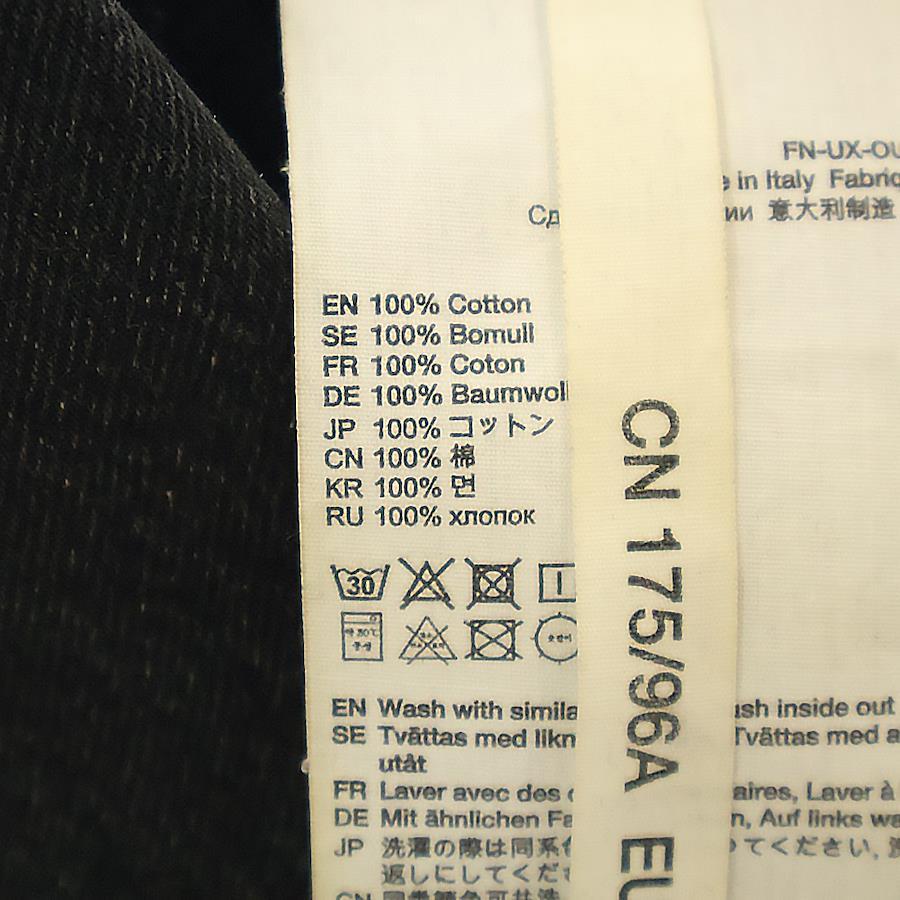 FN-UX-OU
in Italy Fabric
Сд ии 意大利制造
EN 100% Cotton
SE 100% Bomull
FR 100% Coton
DE 100% Baumwoll
JP 100% コットン
CN 100% 棉
KR 100% 면
RU 100% хлопок
30
EN Wash with simila sh inside out
SE Tvättas med likn Tvättas med a
utåt
FR Laver avec des aires, Laver à
DE Mit ähnlichen Fa n, Auf links wa
JP 洗濯の際は同系 てください,
返しにしてくだ
CN
CN 175/96A EU